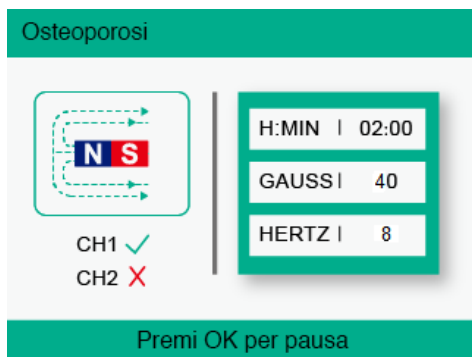 Osteoporosi
N S
CH1 ✓
CH2 X
H:MIN | 02:00
GAUSS | 40
HERTZ | 8
Premi OK per pausa